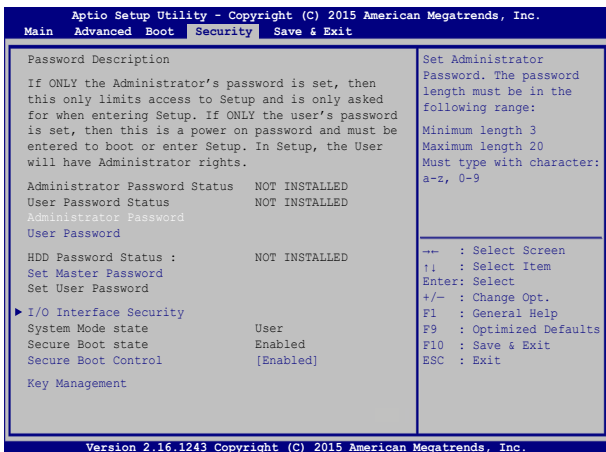 Aptio Setup Utility - Copyright (C) 2015 American Megatrends, Inc.
Main Advanced Boot Security Save & Exit
Password Description
If ONLY the Administrator's password is set, then
this only limits access to Setup and is only asked
for when entering Setup. If ONLY the user's password
is set, then this is a power on password and must be
entered to boot or enter Setup. In Setup, the User
will have Administrator rights.
Administrator Password Status NOT INSTALLED
User Password Status NOT INSTALLED
Administrator Password
User Password
HDD Password Status : NOT INSTALLED
Set Master Password
Set User Password
I/O Interface Security
System Mode state User
Secure Boot state Enabled
Secure Boot Control [Enabled]
Key Management
Set Administrator
Password. The password
length must be in the
following range:
Minimum length 3
Maximum length 20
Must type with character:
a-z, 0-9
→← : Select Screen
↑↓ : Select Item
Enter: Select
+/— : Change Opt.
F1 : General Help
F9 : Optimized Defaults
F10 : Save & Exit
ESC : Exit
Version 2.16.1243 Copyright (C) 2015 American Megatrends, Inc.